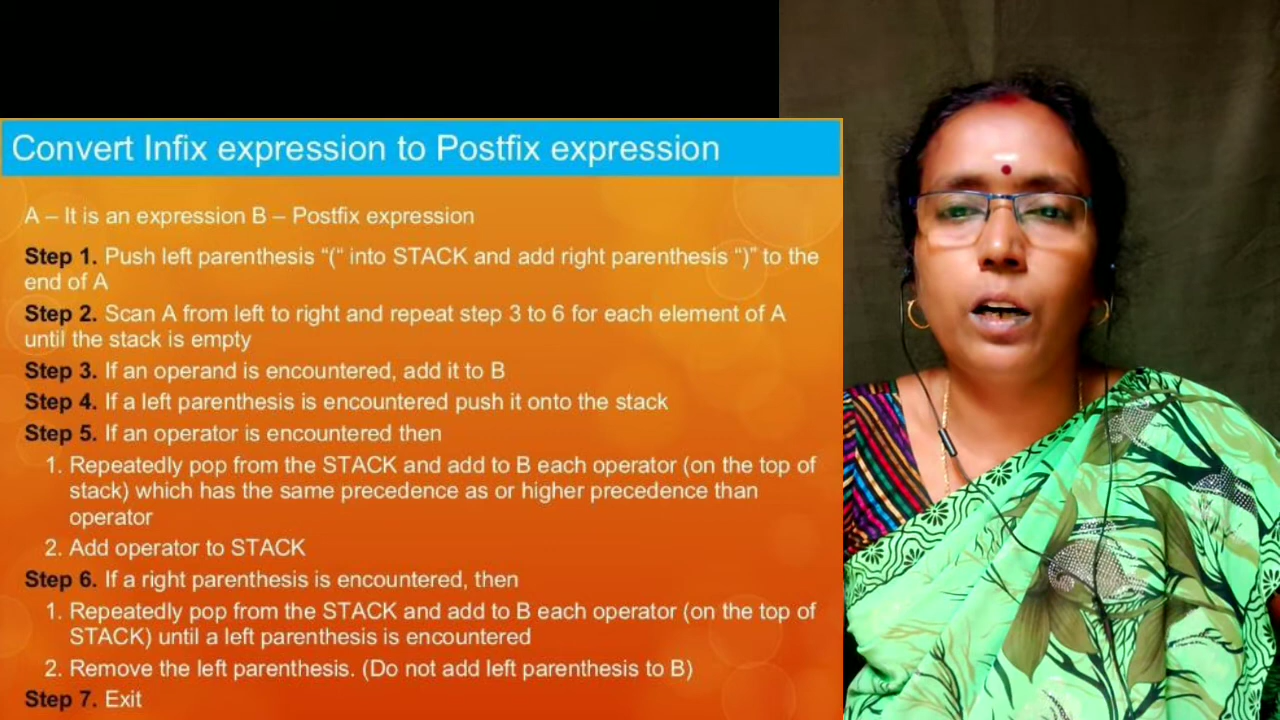 Convert Infix expression to Postfix expression
A – It is an expression B – Postfix expression
Step 1. Push left parenthesis “(“ into STACK and add right parenthesis “)” to the
end of A
Step 2. Scan A from left to right and repeat step 3 to 6 for each element of A
until the stack is empty
Step 3. If an operand is encountered, add it to B
Step 4. If a left parenthesis is encountered push it onto the stack
Step 5. If an operator is encountered then
1. Repeatedly pop from the STACK and add to B each operator (on the top of
stack) which has the same precedence as or higher precedence than
operator
2. Add operator to STACK
Step 6. If a right parenthesis is encountered, then
1. Repeatedly pop from the STACK and add to B each operator (on the top of
STACK) until a left parenthesis is encountered
2. Remove the left parenthesis. (Do not add left parenthesis to B)
Step 7. Exit